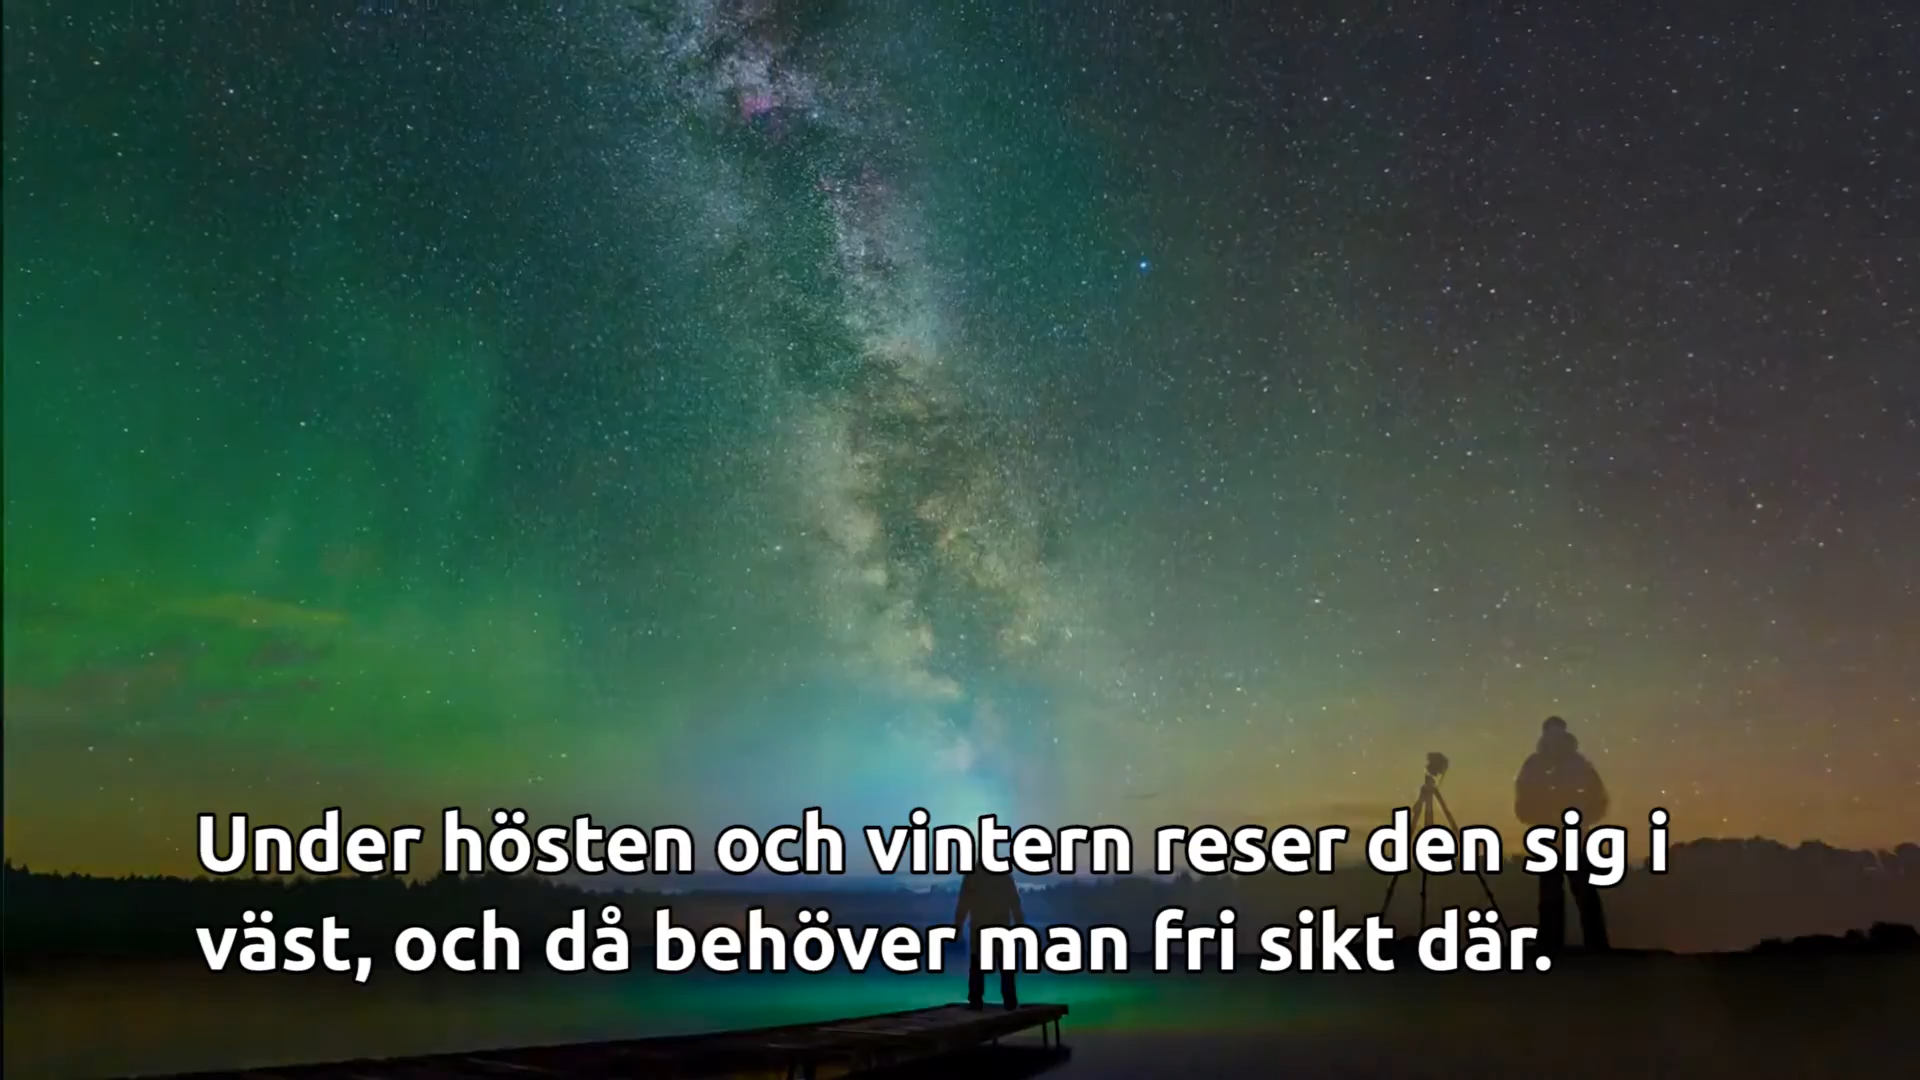 Under hösten och vintern reser den sig i
väst, och då behöver man fri sikt där.